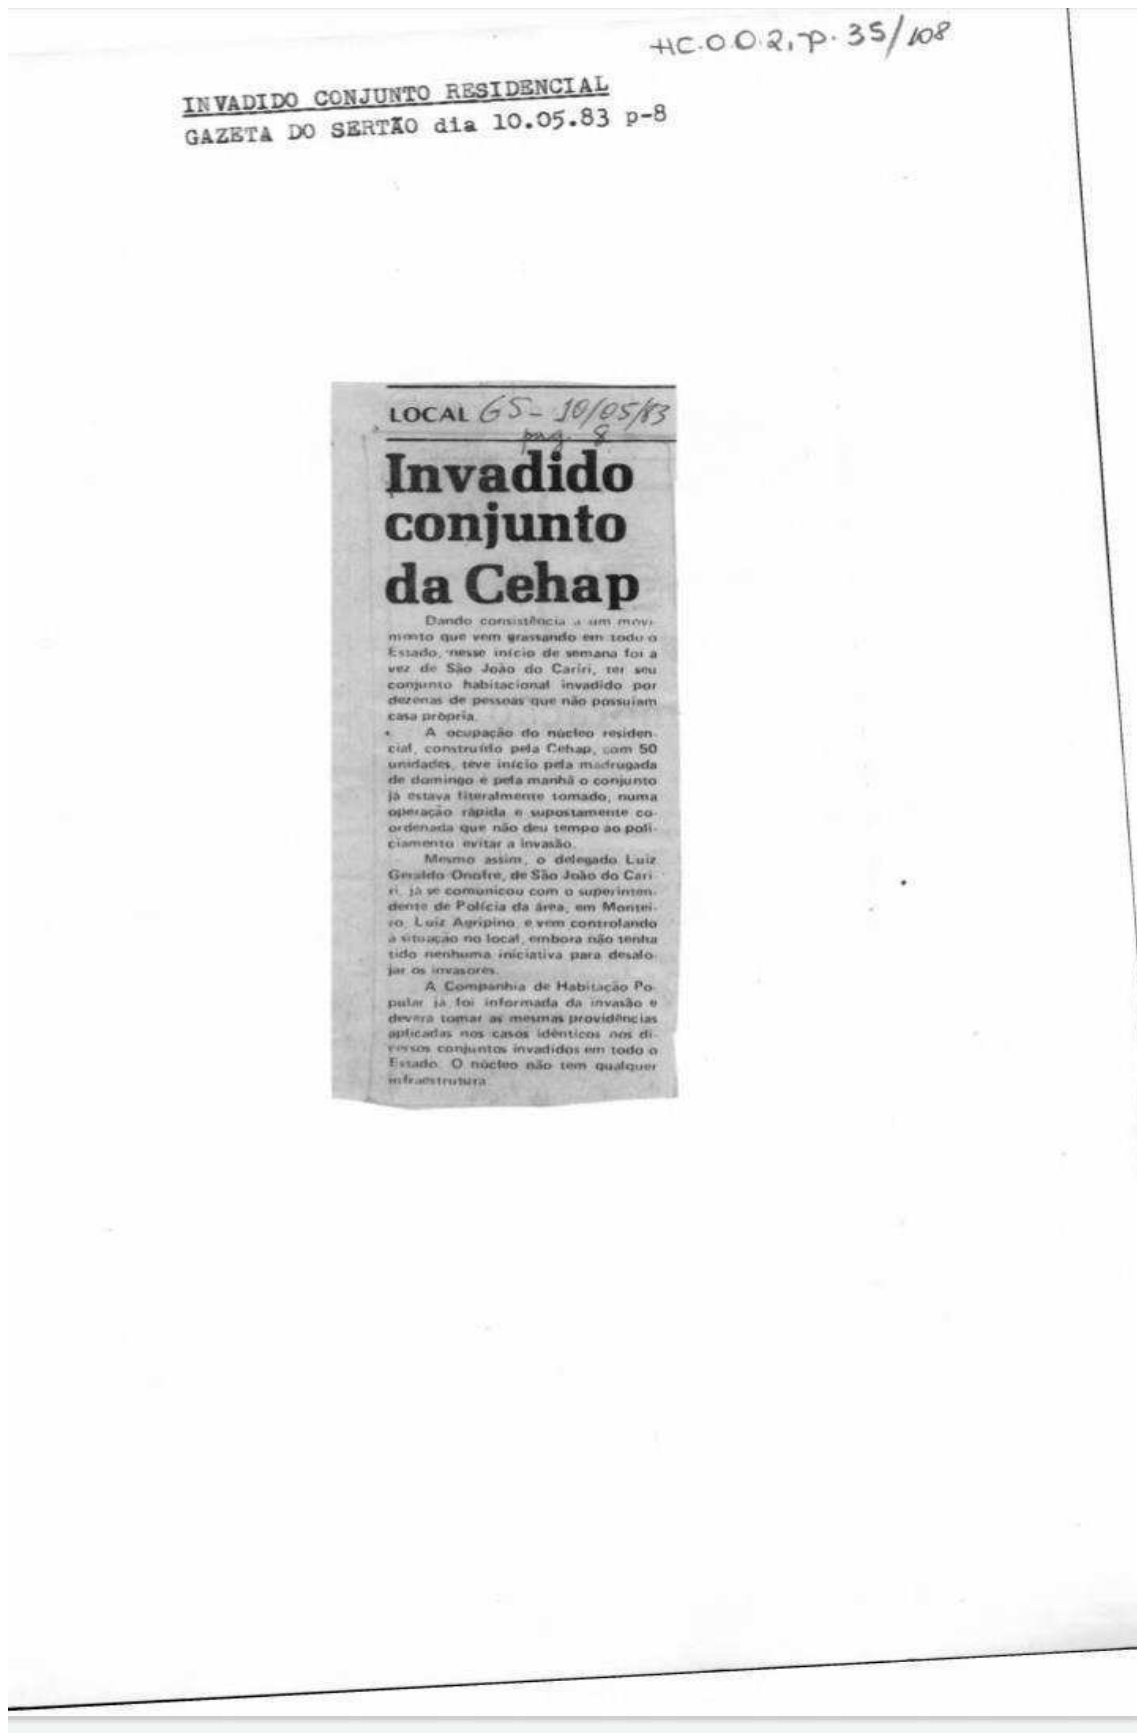 HC.0.0.2, p. 35/108
INVADIDO CONJUNTO RESIDENCIAL
GAZETA DO SERTÃO dia 10.05.83 p-8
LOCAL GS - 10/05/83
pag. 8
Invadido
conjunto
da Cehap
Dando consistência a um movi-
mento que vem grassando em todo o
Estado, nesse início de semana foi a
vez de São João do Cariri, ter seu
conjunto habitacional invadido por
dezenas de pessoas que não possuiam
casa própria.
A ocupação do núcleo residen-
cial, construído pela Cehap, com 50
unidades, teve início pela madrugada
de domingo e pela manhã o conjunto
já estava literalmente tomado, numa
operação rápida e supostamente co-
ordenada que não deu tempo ao poli-
ciamento evitar a invasão.
Mesmo assim, o delegado Luiz
Geraldo Onofre, de São João do Cari-
ri, já se comunicou com o superinten-
dente de Polícia da área, em Montei-
ro, Luiz Agripino, e vem controlando
a situação no local, embora não tenha
tido nenhuma iniciativa para desalo-
jar os invasores.
A Companhia de Habitação Po-
pular já foi informada da invasão e
deverá tomar as mesmas providências
aplicadas nos casos idênticos nos di-
versos conjuntos invadidos em todo o
Estado. O núcleo não tem qualquer
infraestrutura.